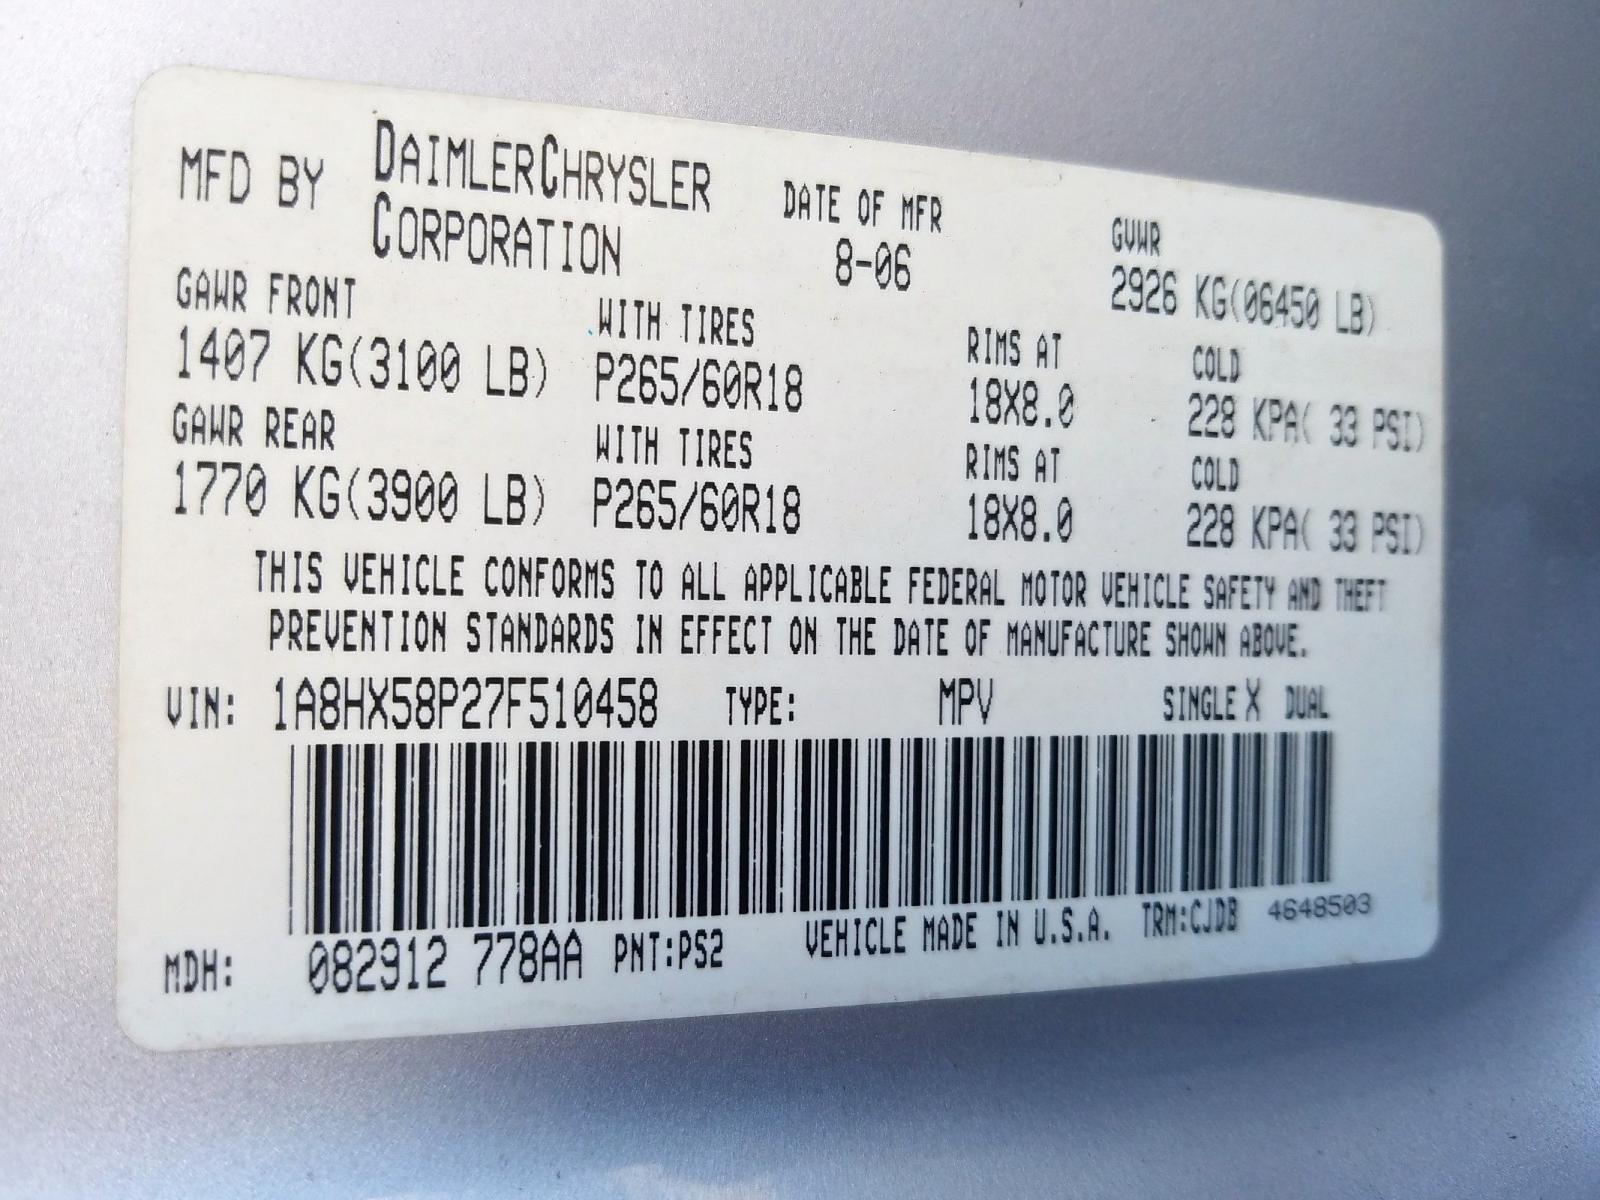 MFD BY DAIMLERCHRYSLER CORPORATION
DATE OF MFR
8-06
GVWR
2926 KG(06450 LB)
GAWR FRONT WITH TIRES RIMS AT COLD
1407 KG(3100 LB) P265/60R18 18X8.0 228 KPA( 33 PSI)
GAWR REAR WITH TIRES RIMS AT COLD
1770 KG(3900 LB) P265/60R18 18X8.0 228 KPA( 33 PSI)
THIS VEHICLE CONFORMS TO ALL APPLICABLE FEDERAL MOTOR VEHICLE SAFETY AND THEFT
PREVENTION STANDARDS IN EFFECT ON THE DATE OF MANUFACTURE SHOWN ABOVE.
VIN: 1A8HX58P27F510458 TYPE: MPV SINGLE X DUAL
MDH: 082912 778AA PNT:PS2 VEHICLE MADE IN U.S.A. TRM:CJDB 4648503